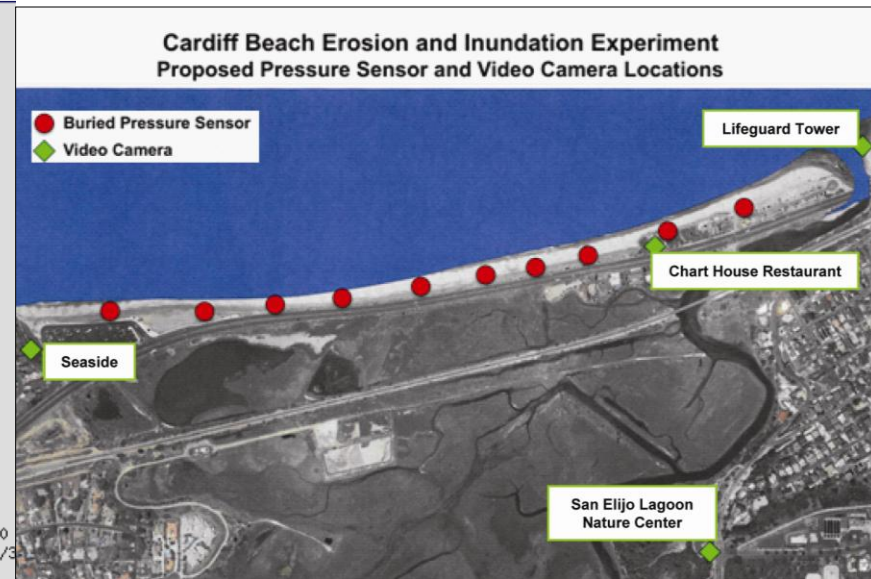 Cardiff Beach Erosion and Inundation Experiment
Proposed Pressure Sensor and Video Camera Locations
Buried Pressure Sensor
Video Camera
Lifeguard Tower
Chart House Restaurant
Seaside
San Elijo Lagoon
Nature Center